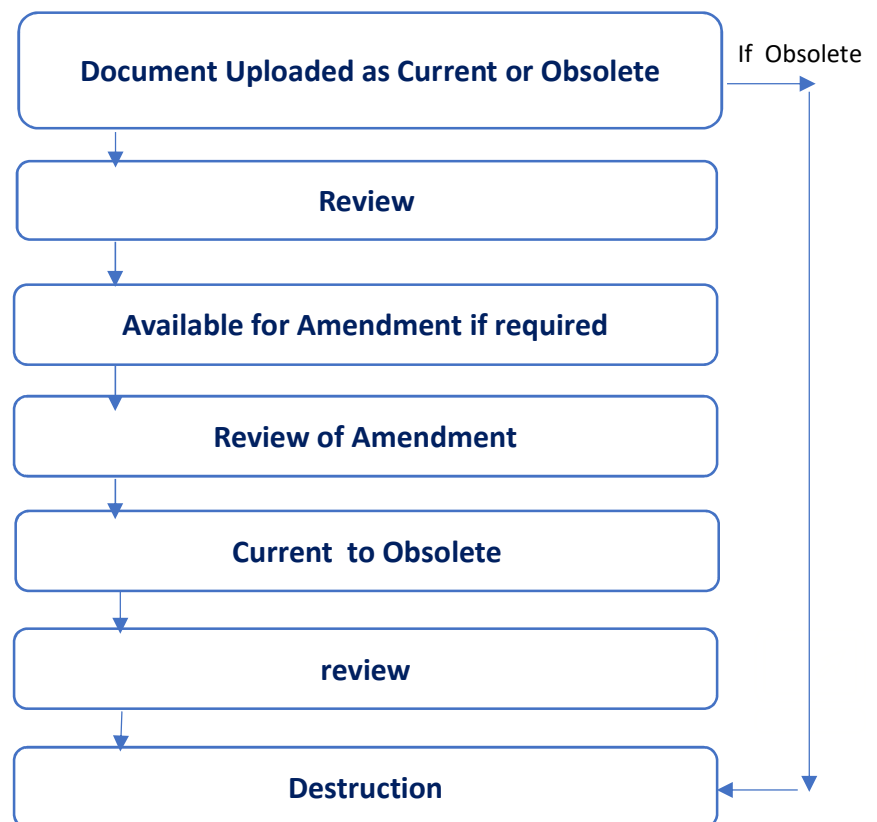 Document Uploaded as Current or Obsolete
If Obsolete
Review
Available for Amendment if required
Review of Amendment
Current to Obsolete
review
Destruction